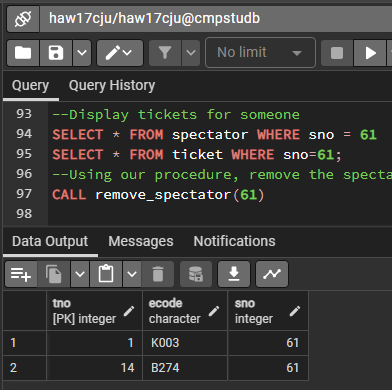 haw17cju/haw17cju@cmpstudb
No limit
Query Query History
93 --Display tickets for someone
94 SELECT * FROM spectator WHERE sno = 61
95 SELECT * FROM ticket WHERE sno=61;
96 --Using our procedure, remove the specta
97 CALL remove_spectator(61)
98
Data Output Messages Notifications
tno ecode sno
[PK] integer character integer
1 1 K003 61
2 14 B274 61